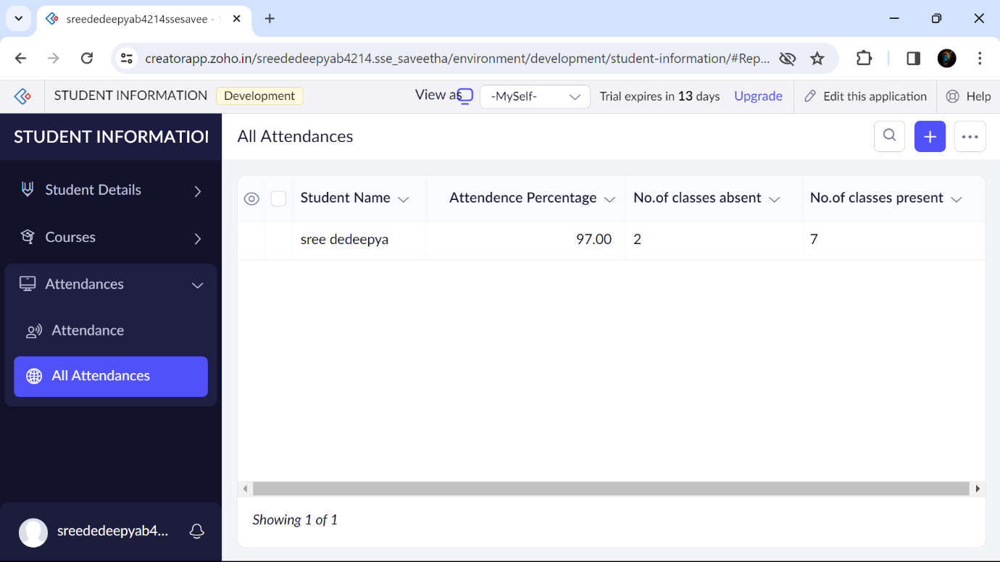 sreededeepyab4214ssesavee -
creatorapp.zoho.in/sreededeepyab4214.sse_saveetha/environment/development/student-information/#Rep...
STUDENT INFORMATION Development View as -MySelf- Trial expires in 13 days Upgrade Edit this application Help
STUDENT INFORMATION
All Attendances
Student Details
Courses
Attendances
Attendance
All Attendances
Student Name Attendence Percentage No.of classes absent No.of classes present
sree dedeepya 97.00 2 7
Showing 1 of 1
sreededeepyab4...